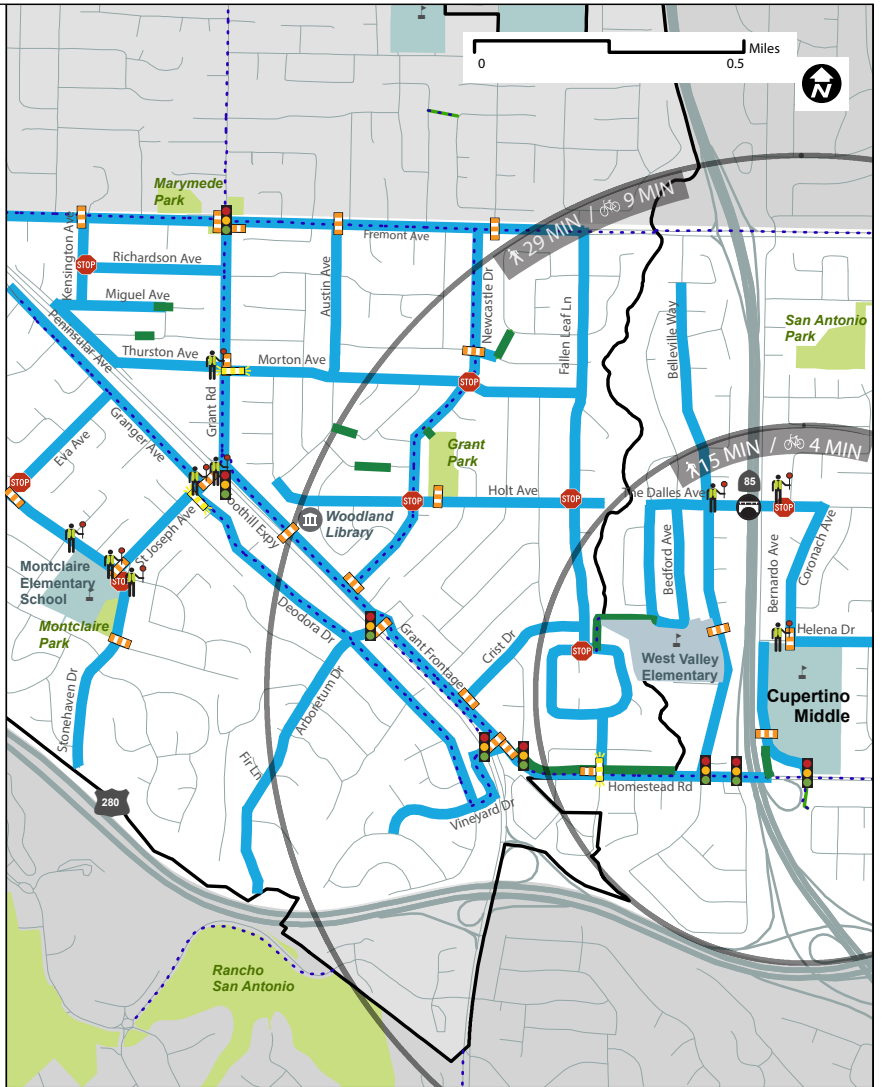 Miles
0
0.5
N
Marymede
Park
29 MIN / 9 MIN
Fremont Ave
Kensington Ave
STOP
Richardson Ave
Miguel Ave
Austin Ave
Newcastle Dr
Fallen Leaf Ln
Belleville Way
San Antonio
Park
Peninsular Ave
Thurston Ave
Morton Ave
STOP
Grant Rd
Granger Ave
Eva Ave
Grant
Park
15 MIN / 4 MIN
85
STOP
STOP
Holt Ave
STOP
The Dalles Ave
STOP
St Joseph Ave
Foothill Expy
Woodland
Library
Bedford Ave
Bernardo Ave
Coronach Ave
Montclaire
Elementary
School
STOP
Montclaire
Park
Deodora Dr
Grant Frontage
Crist Dr
STOP
West Valley
Elementary
Helena Dr
Cupertino
Middle
Stonehaven Dr
Arboretum Dr
Fir Ln
Homestead Rd
280
Vineyard Dr
Rancho
San Antonio